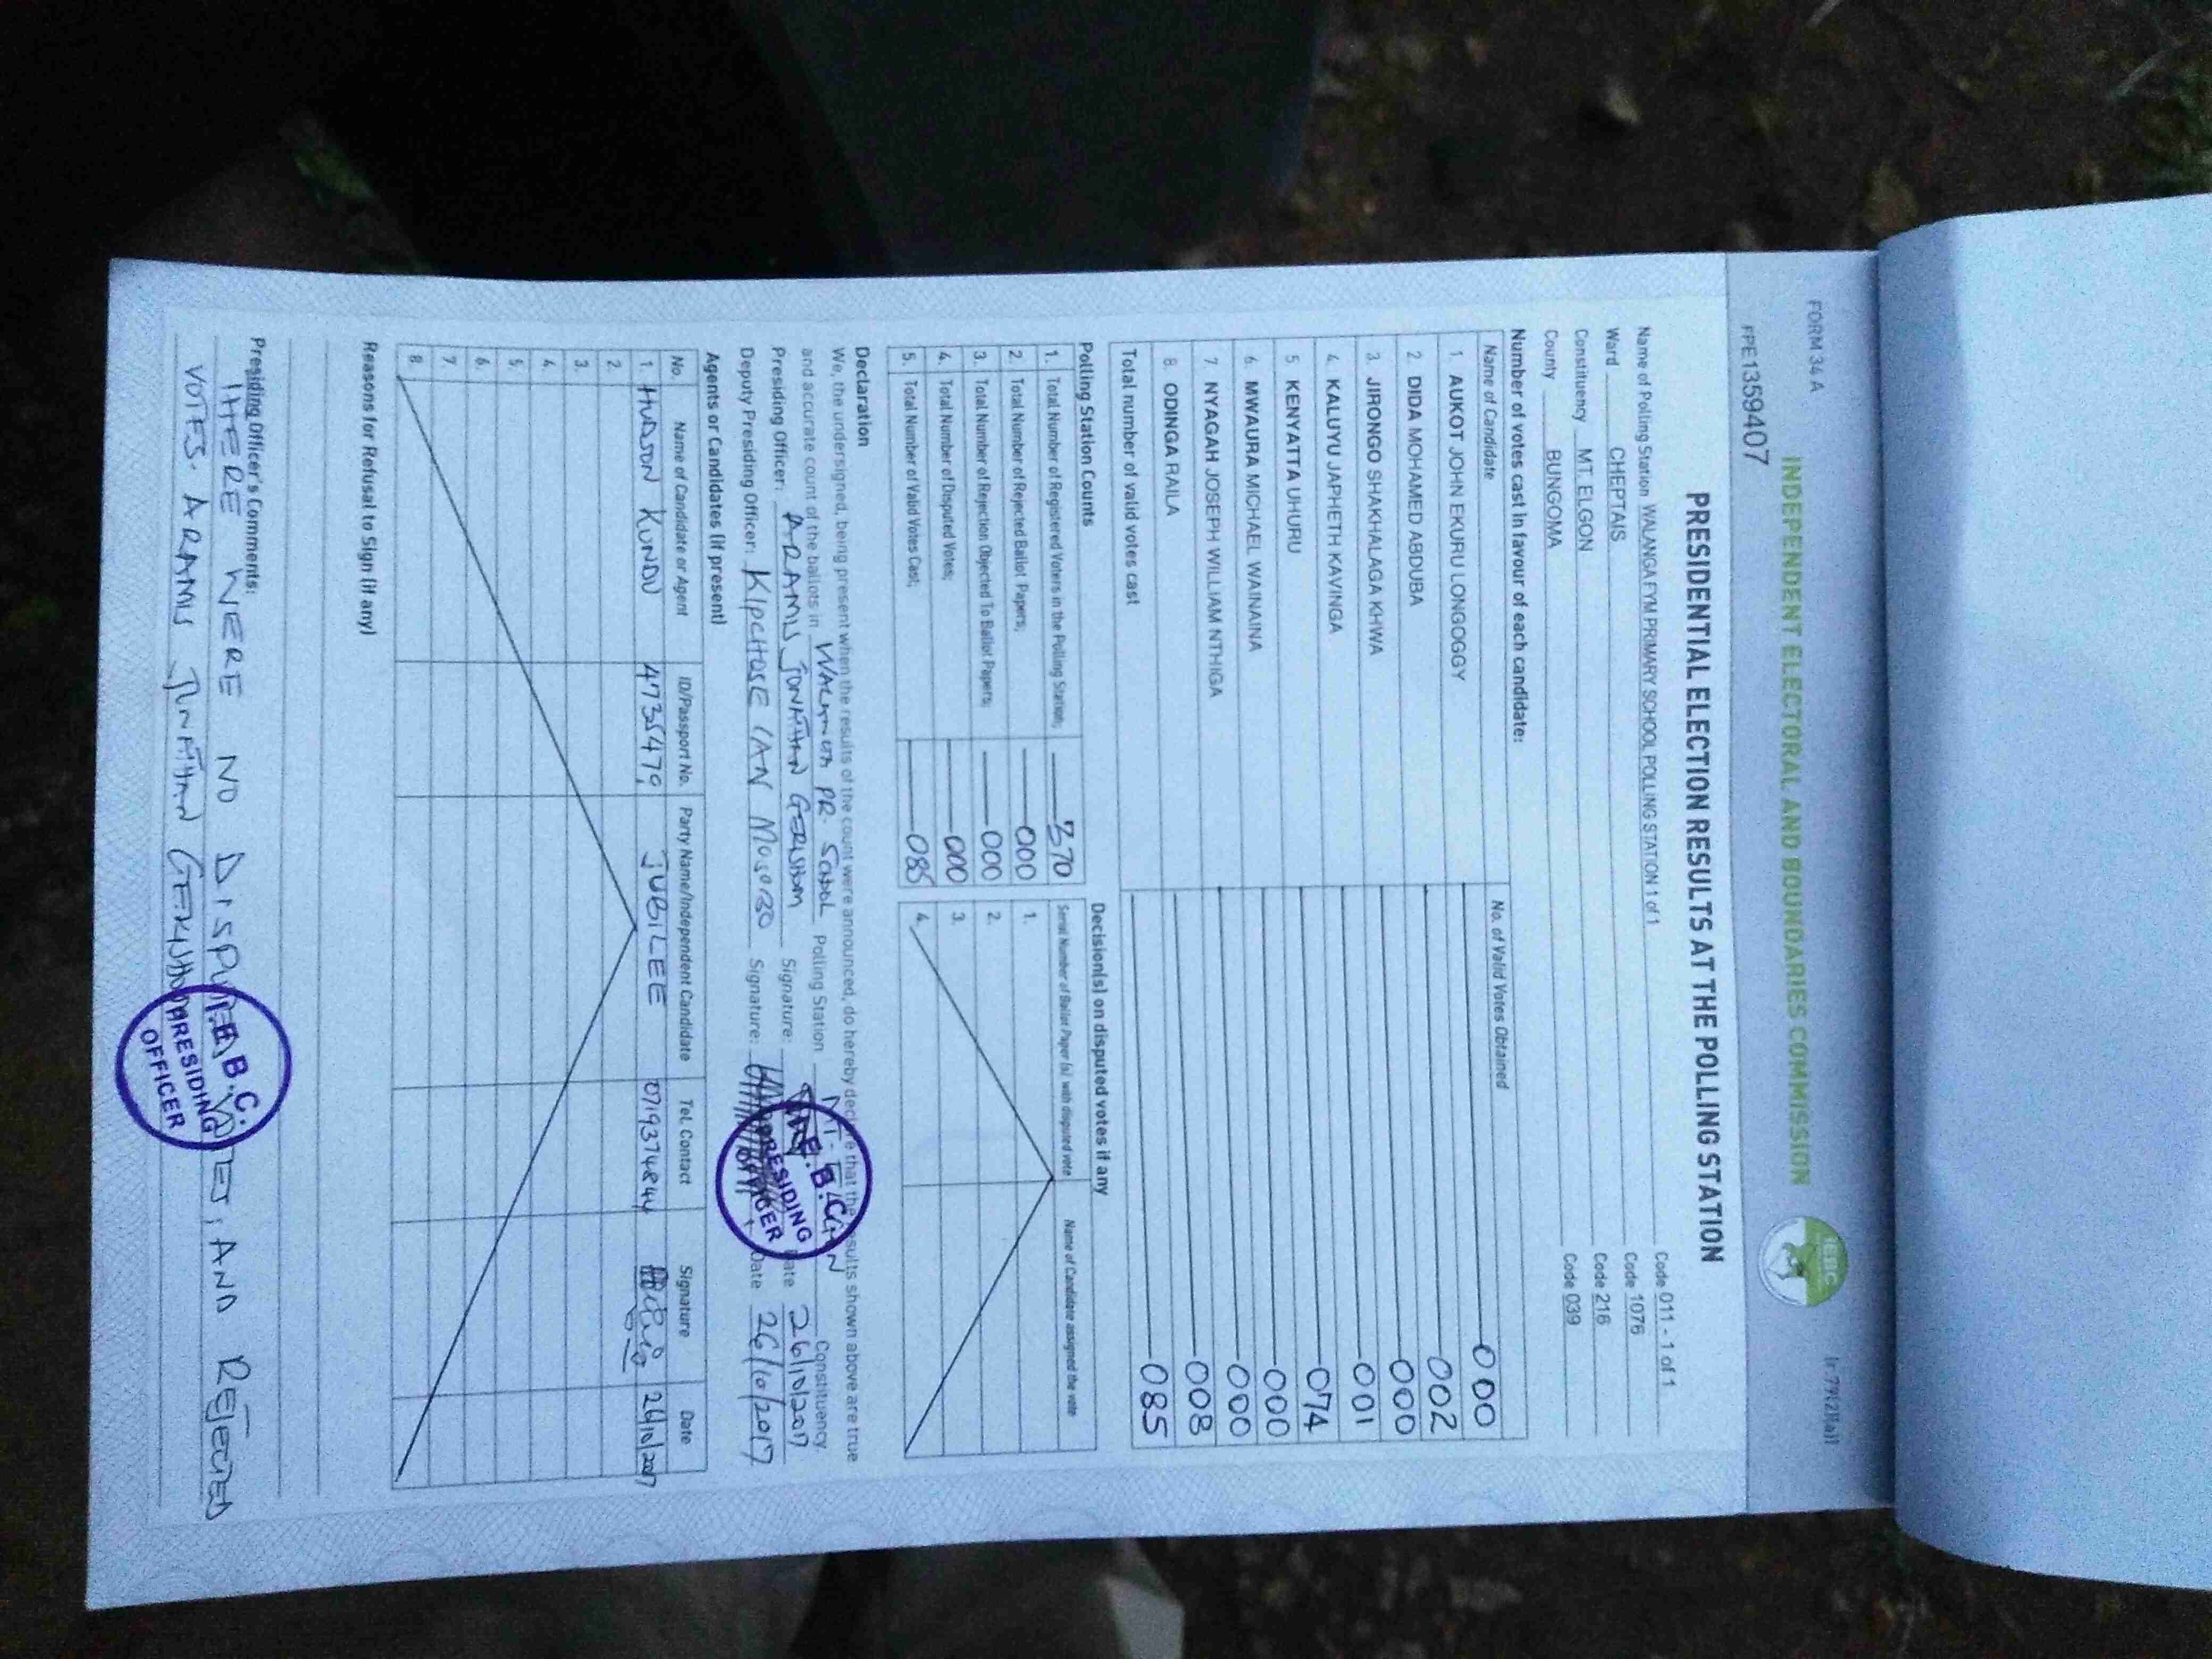 FORM 34 A
INDEPENDENT ELECTORAL AND BOUNDARIES COMMISSION
IEBC
FPE1359407
PRESIDENTIAL ELECTION RESULTS AT THE POLLING STATION
Name of Polling Station WALANGA FYM PRIMARY SCHOOL POLLING STATION 1 of 1 Code 011 - 1 of 1
Ward CHEPTAIS Code 1076
Constituency MT. ELGON Code 216
County BUNGOMA Code 039
Number of votes cast in favour of each candidate:
Name of Candidate No. of Valid Votes Obtained
1 AUKOT JOHN EKURU LONGOGGY 000
2 DIDA MOHAMED ABDUBA 002
3. JIRONGO SHAKHALAGA KHWA 000
4. KALUYU JAPHETH KAVINGA 001
5 KENYATTA UHURU 074
6 MWAURA MICHAEL WAINAINA 000
7 NYAGAH JOSEPH WILLIAM NTHIGA 000
8 ODINGA RAILA 008
Total number of valid votes cast 085
Polling Station Counts
1. Total Number of Registered Voters in the Polling Station; 370
2 Total Number of Rejected Ballot Papers; 000
3. Total Number of Rejection Objected To Ballot Papers; 000
4. Total Number of Disputed Votes; 000
5. Total Number of Valid Votes Cast; 085
Decision(s) on disputed votes if any
Serial Number of Ballot Paper (s) with disputed vote Name of Candidate assigned the vote
1.
2.
3.
4.
Declaration
We, the undersigned, being present when the results of the count were announced, do hereby declare that the results shown above are true
and accurate count of the ballots in PR. School Polling Station Constituency
Presiding Officer: ARAMU JONATHAN GERISHOM Signature: Date 26/10/2017
Deputy Presiding Officer: KIPCHOSE IAN Signature: Date 26/10/2017
I.E.B.C.
PRESIDING
OFFICER
Agents or Candidates (if present)
No. Name of Candidate or Agent ID/Passport No. Party Name/Independent Candidate Tel. Contact Signature Date
1 HUDSON KUNDU 4735479 JUBILEE 0719374844 26/10/2017
2
3.
4
5
6.
7
8.
Reasons for Refusal to Sign (if any)
Presiding Officer's Comments:
THERE WERE NO DISPUTED VOTES, AND REJECTED
VOTES. ARAMU JONATHAN GERISHOM
I.E.B.C.
PRESIDING
OFFICER